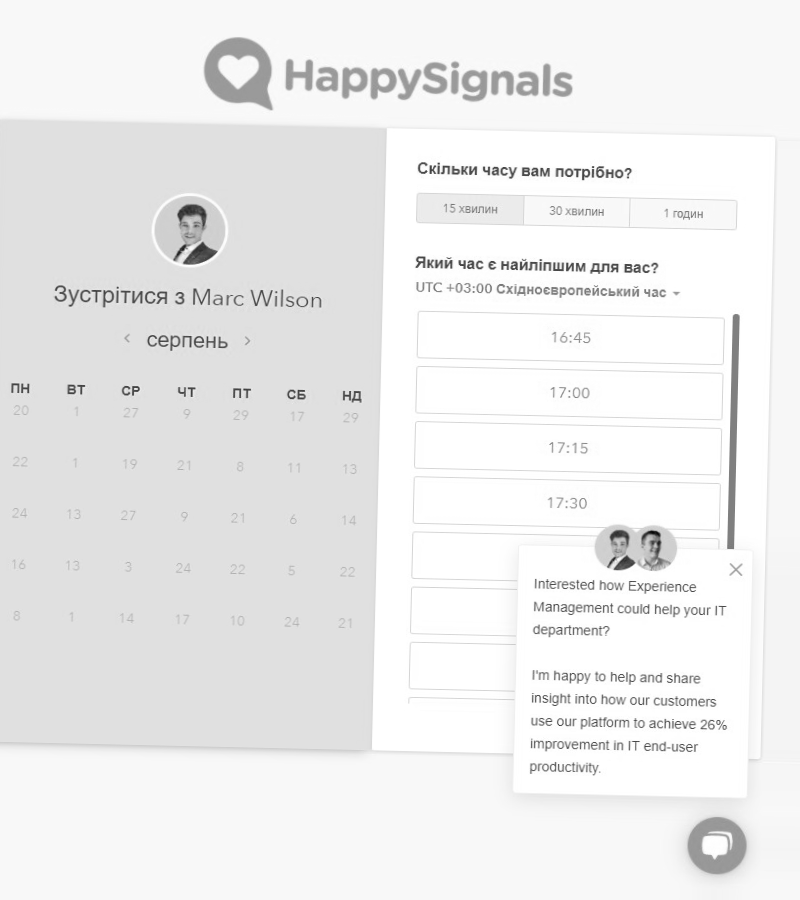 HappySignals
Зустрітися з Marc Wilson
серпень
ПН ВТ СР ЧТ ПТ СБ НД
20 1 27 9 29 17 29
22 1 19 21 8 11 13
24 13 27 9 21 6 14
16 13 3 24 22 5 22
8 1 14 17 10 24 21
Скільки часу вам потрібно?
15 хвилин 30 хвилин 1 годин
Який час є найліпшим для вас?
UTC +03:00 Східноєвропейський час
16:45
17:00
17:15
17:30
Interested how Experience
Management could help your IT
department?
I'm happy to help and share
insight into how our customers
use our platform to achieve 26%
improvement in IT end-user
productivity.